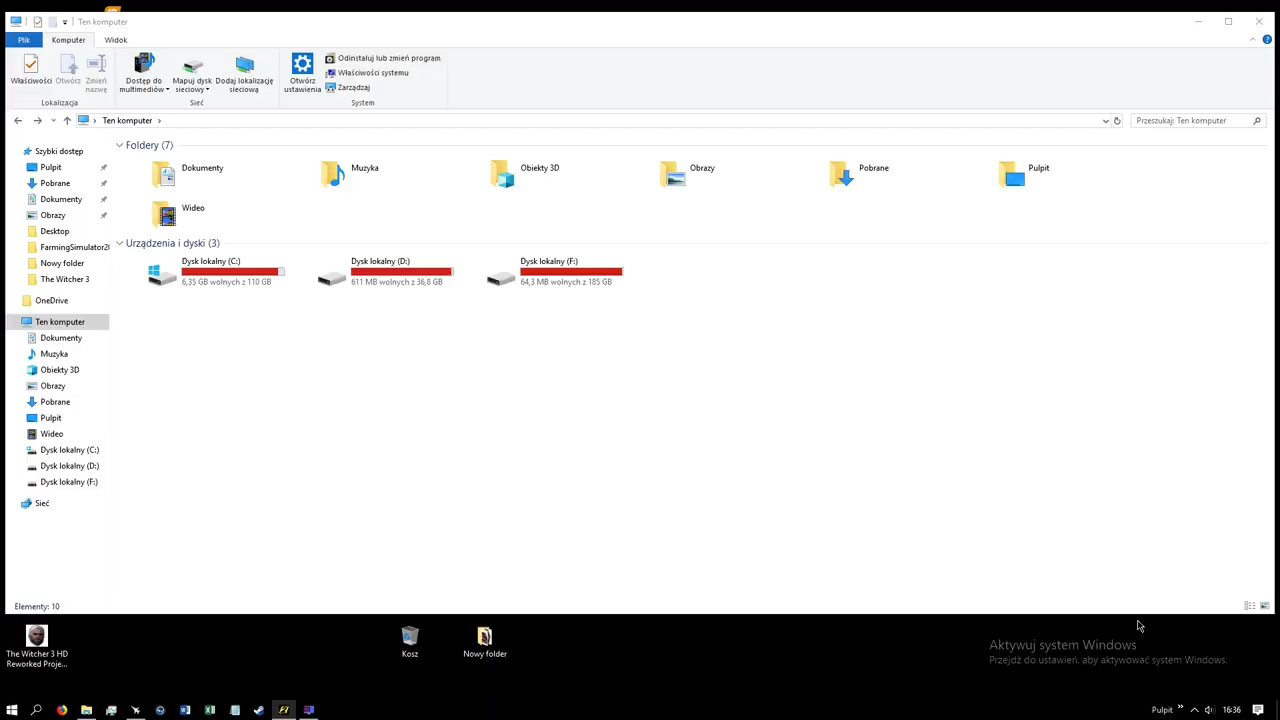 Ten komputer
Plik
Komputer
Widok
Właściwości
Otwórz
Zmień
nazwę
Lokalizacja
Dostęp do
multimediów
Mapuj dysk
sieciowy
Dodaj lokalizację
sieciową
Sieć
Otwórz
ustawienia
Odinstaluj lub zmień program
Właściwości systemu
Zarządzaj
System
Ten komputer
Przeszukaj: Ten komputer
Szybki dostęp
Pulpit
Pobrane
Dokumenty
Obrazy
Desktop
FarmingSimulator20
Nowy folder
The Witcher 3
OneDrive
Ten komputer
Dokumenty
Muzyka
Obiekty 3D
Obrazy
Pobrane
Pulpit
Wideo
Dysk lokalny (C:)
Dysk lokalny (D:)
Dysk lokalny (F:)
Sieć
Foldery (7)
Dokumenty
Muzyka
Obiekty 3D
Obrazy
Pobrane
Pulpit
Wideo
Urządzenia i dyski (3)
Dysk lokalny (C:)
6,35 GB wolnych z 110 GB
Dysk lokalny (D:)
611 MB wolnych z 36,8 GB
Dysk lokalny (F:)
64,3 MB wolnych z 185 GB
Elementy: 10
The Witcher 3 HD
Reworked Proje...
Kosz
Nowy folder
Aktywuj system Windows
Przejdź do ustawień, aby aktywować system Windows.
Pulpit
16:36